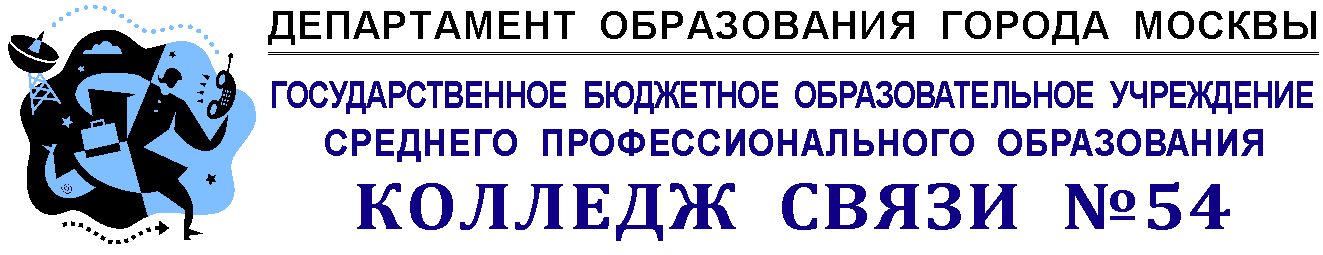 ДЕПАРТАМЕНТ ОБРАЗОВАНИЯ ГОРОДА МОСКВЫ
ГОСУДАРСТВЕННОЕ БЮДЖЕТНОЕ ОБРАЗОВАТЕЛЬНОЕ УЧРЕЖДЕНИЕ
СРЕДНЕГО ПРОФЕССИОНАЛЬНОГО ОБРАЗОВАНИЯ
КОЛЛЕДЖ СВЯЗИ №54